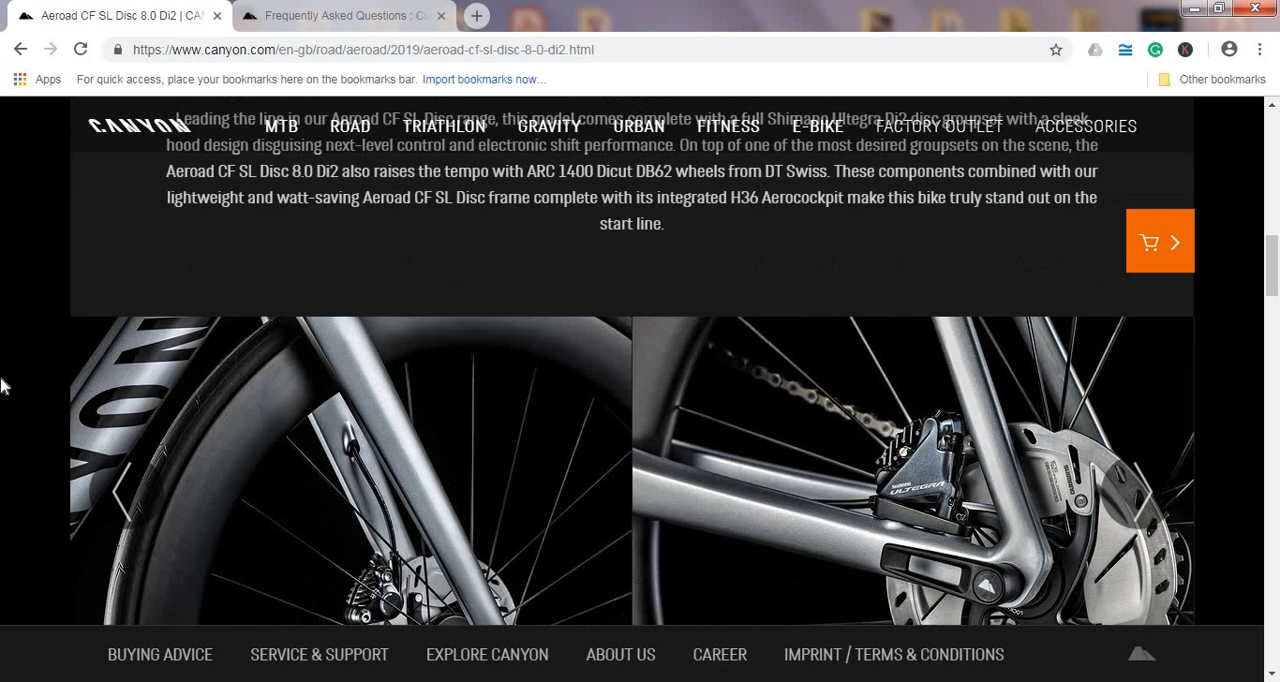 Aeroad CF SL Disc 8.0 Di2 | CAN
Frequently Asked Questions : Cu
https://www.canyon.com/en-gb/road/aeroad/2019/aeroad-cf-sl-disc-8-0-di2.html
Apps
For quick access, place your bookmarks here on the bookmarks bar. Import bookmarks now...
Other bookmarks
CANYON
MTB
ROAD
TRIATHLON
GRAVITY
URBAN
FITNESS
E-BIKE
FACTORY OUTLET
ACCESSORIES
Leading the line in our Aeroad CF SL Disc range, this model comes complete with a full Shimano Ultegra Di2 disc groupset with a sleek
hood design disguising next-level control and electronic shift performance. On top of one of the most desired groupsets on the scene, the
Aeroad CF SL Disc 8.0 Di2 also raises the tempo with ARC 1400 Dicut DB62 wheels from DT Swiss. These components combined with our
lightweight and watt-saving Aeroad CF SL Disc frame complete with its integrated H36 Aerocockpit make this bike truly stand out on the
start line.
YON
SHIMANO
ULTEGRA
SHIMANO
LOCK
BUYING ADVICE
SERVICE & SUPPORT
EXPLORE CANYON
ABOUT US
CAREER
IMPRINT / TERMS & CONDITIONS